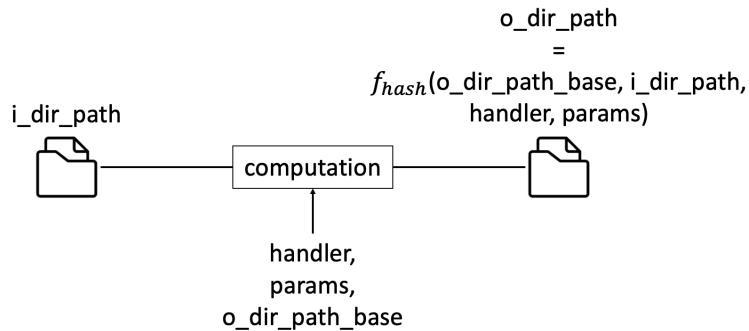 o_dir_path
=
f_hash(o_dir_path_base, i_dir_path,
handler, params)
i_dir_path
computation
handler,
params,
o_dir_path_base